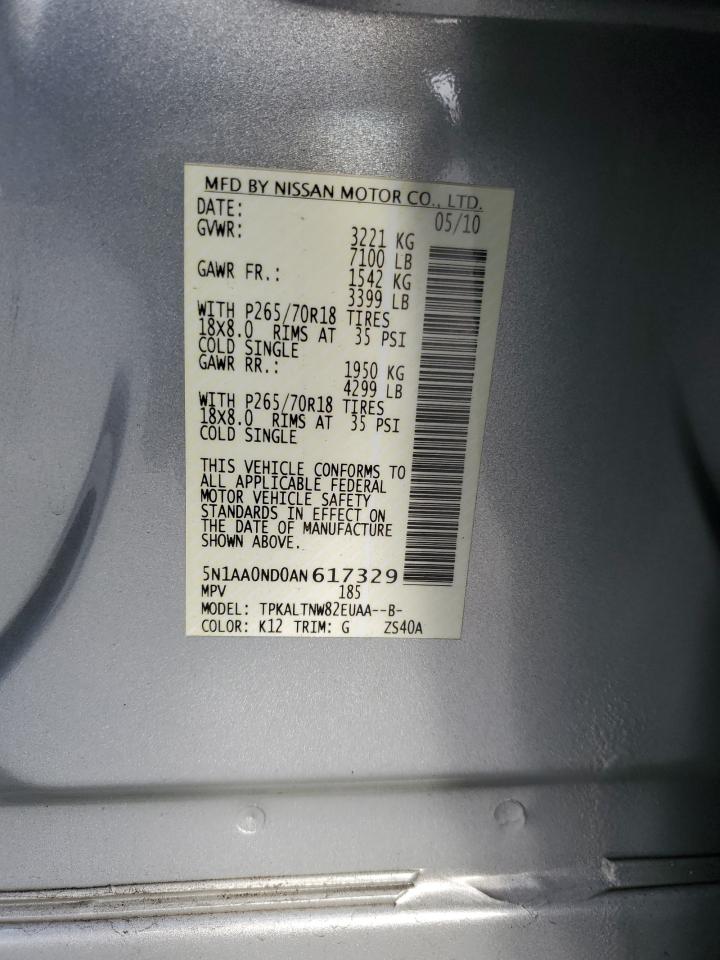 MFD BY NISSAN MOTOR CO., LTD.
DATE: 05/10
GVWR: 3221 KG
7100 LB
GAWR FR.: 1542 KG
3399 LB
WITH P265/70R18 TIRES
18X8.0 RIMS AT 35 PSI
COLD SINGLE
GAWR RR.: 1950 KG
4299 LB
WITH P265/70R18 TIRES
18X8.0 RIMS AT 35 PSI
COLD SINGLE
THIS VEHICLE CONFORMS TO
ALL APPLICABLE FEDERAL
MOTOR VEHICLE SAFETY
STANDARDS IN EFFECT ON
THE DATE OF MANUFACTURE
SHOWN ABOVE.
5N1AA0ND0AN617329
MPV 185
MODEL: TPKALTNW82EUAA--B-
COLOR: K12 TRIM: G ZS40A